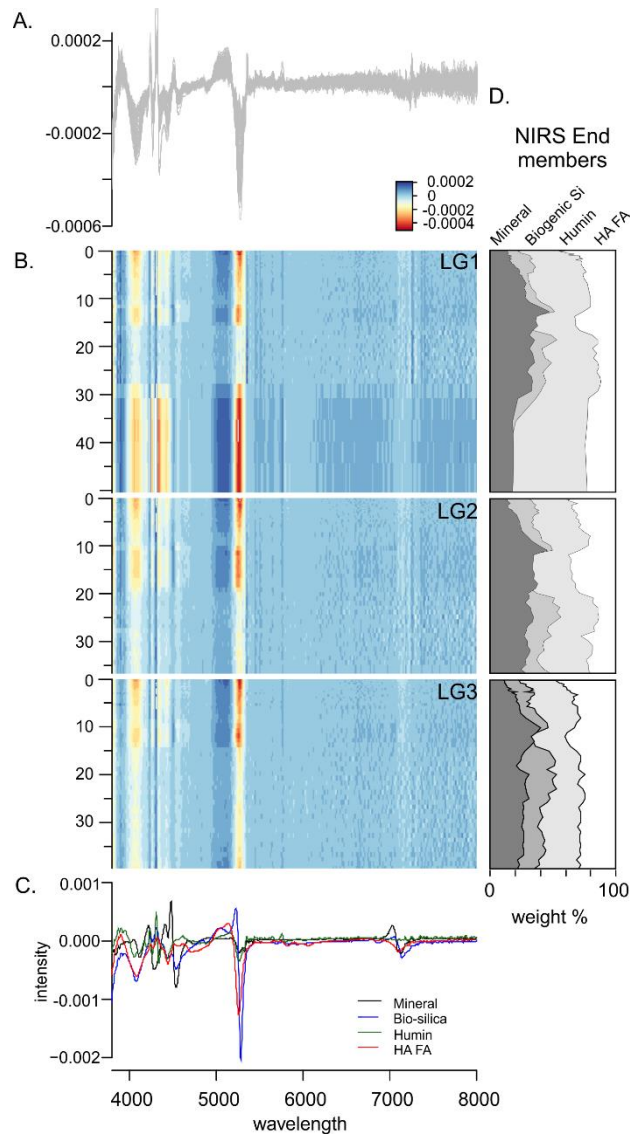 A.
0.0002
-0.0002
-0.0006
0.0002
0
-0.0002
-0.0004
D.
NIRS End
members
Mineral
Biogenic Si
Humin
HA FA
B.
LG1
0
10
20
30
40
LG2
0
10
20
30
LG3
0
10
20
30
0
100
weight %
C.
0.001
0.000
-0.001
−0.002
intensity
Mineral
Bio-silica
Humin
HA FA
4000
5000
6000
7000
8000
wavelength